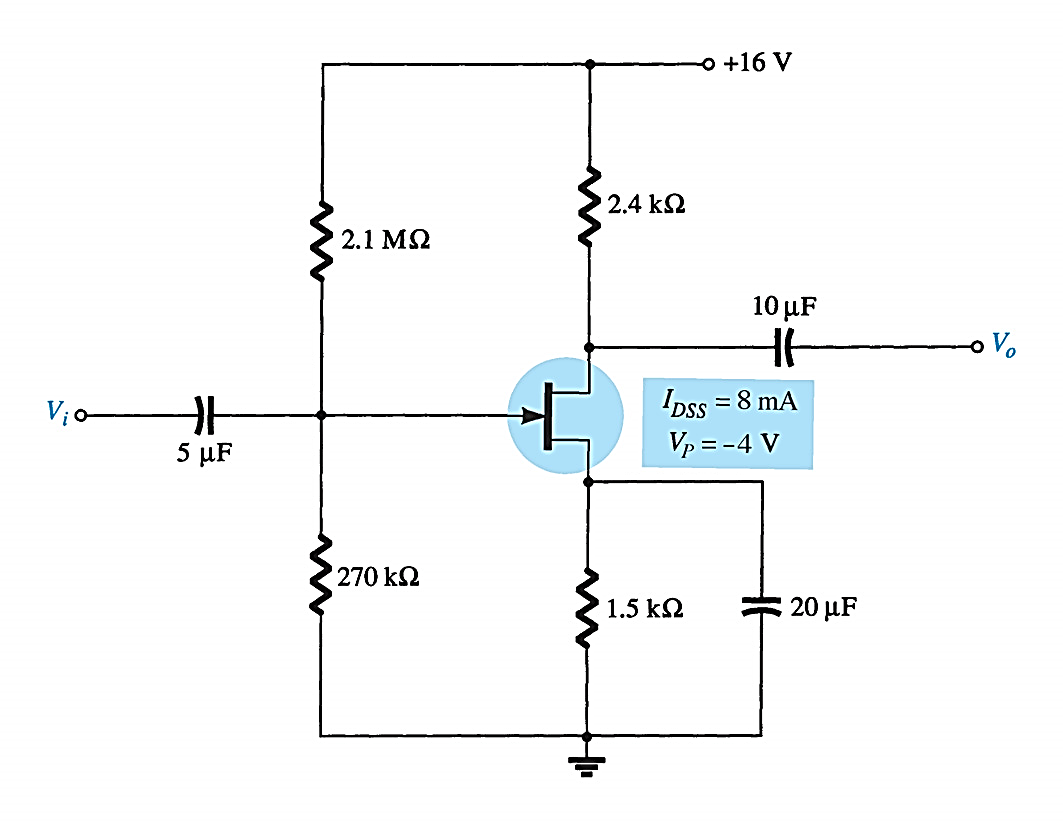 +16 V
2.4 kΩ
2.1 MΩ
10 μF
Vo
Vi
5 μF
IDSS = 8 mA
VP = –4 V
270 kΩ
1.5 kΩ
20 μF